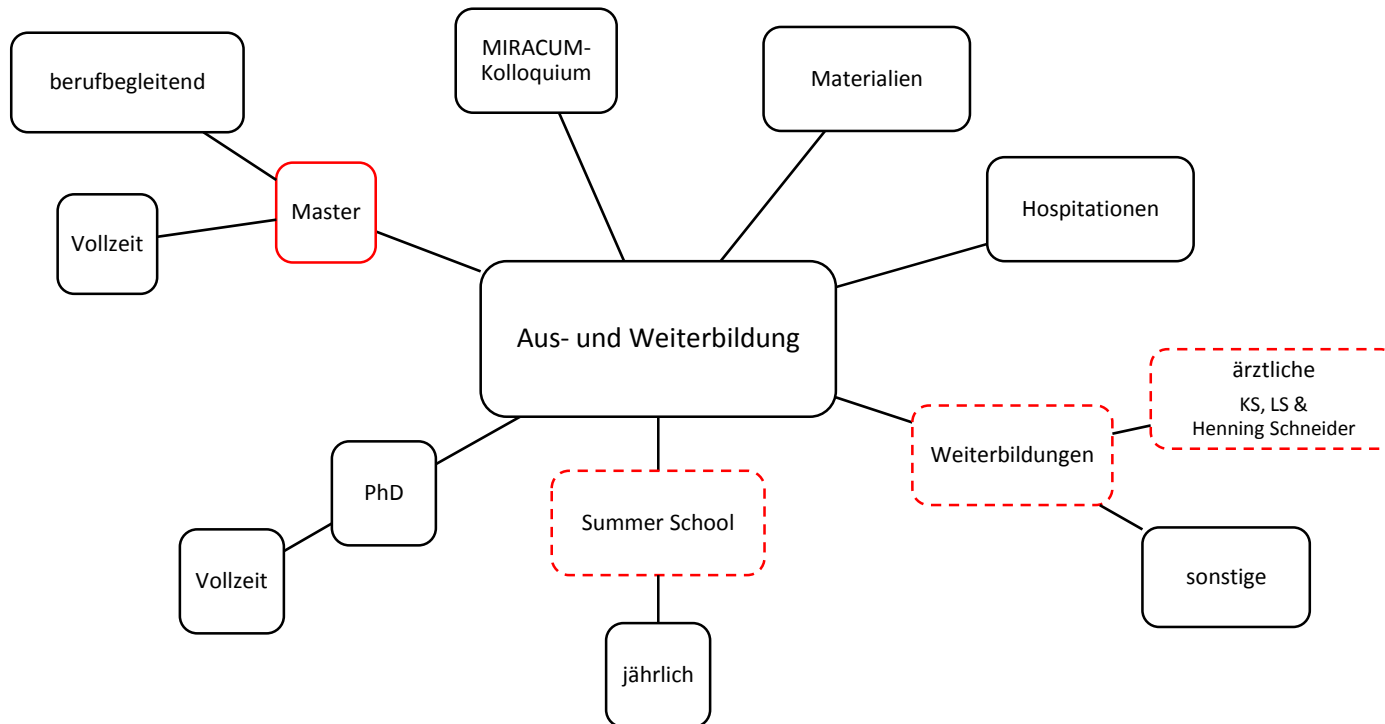 MIRACUM-
Kolloquium
Materialien
berufbegleitend
Hospitationen
Master
Vollzeit
Aus- und Weiterbildung
ärztliche
KS, LS &
Henning Schneider
Weiterbildungen
PhD
Summer School
Vollzeit
sonstige
jährlich